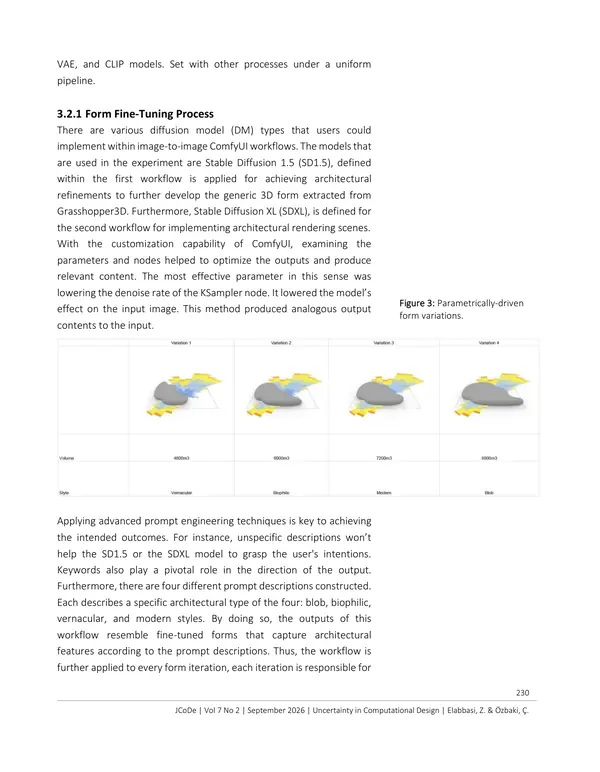 VAE, and CLIP models. Set with other processes under a uniform
pipeline.
3.2.1 Form Fine-Tuning Process
There are various diffusion model (DM) types that users could
implement within image-to-image ComfyUI workflows. The models that
are used in the experiment are Stable Diffusion 1.5 (SD1.5), defined
within the first workflow is applied for achieving architectural
refinements to further develop the generic 3D form extracted from
Grasshopper3D. Furthermore, Stable Diffusion XL (SDXL), is defined for
the second workflow for implementing architectural rendering scenes.
With the customization capability of ComfyUI, examining the
parameters and nodes helped to optimize the outputs and produce
relevant content. The most effective parameter in this sense was
lowering the denoise rate of the KSampler node. It lowered the model's
effect on the input image. This method produced analogous output
contents to the input.
Figure 3: Parametrically-driven
form variations.
Variation 1 Variation 2 Variation 3 Variation 4
Volume 4800m3 6000m3 7200m3
Style Vernacular Biophilic Modern Blob
Applying advanced prompt engineering techniques is key to achieving
the intended outcomes. For instance, unspecific descriptions won't
help the SD1.5 or the SDXL model to grasp the user's intentions.
Keywords also play a pivotal role in the direction of the output.
Furthermore, there are four different prompt descriptions constructed.
Each describes a specific architectural type of the four: blob, biophilic,
vernacular, and modern styles. By doing so, the outputs of this
workflow resemble fine-tuned forms that capture architectural
features according to the prompt descriptions. Thus, the workflow is
further applied to every form iteration, each iteration is responsible for
230
JCoDe | Vol 7 No 2 | September 2026 | Uncertainty in Computational Design | Elabbasi, Z. & Özbaki, Ç.